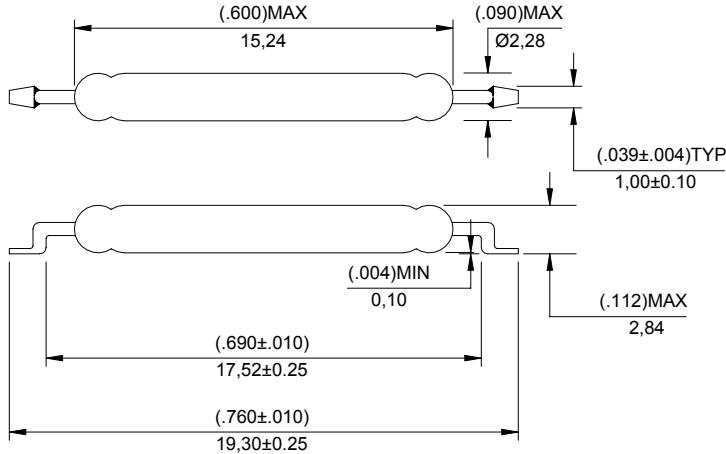 (.600)MAX
15,24
(.090)MAX
Ø2,28
(.039±.004)TYP
1,00±0.10
(.004)MIN
0,10
(.112)MAX
2,84
(.690±.010)
17,52±0.25
(.760±.010)
19,30±0.25